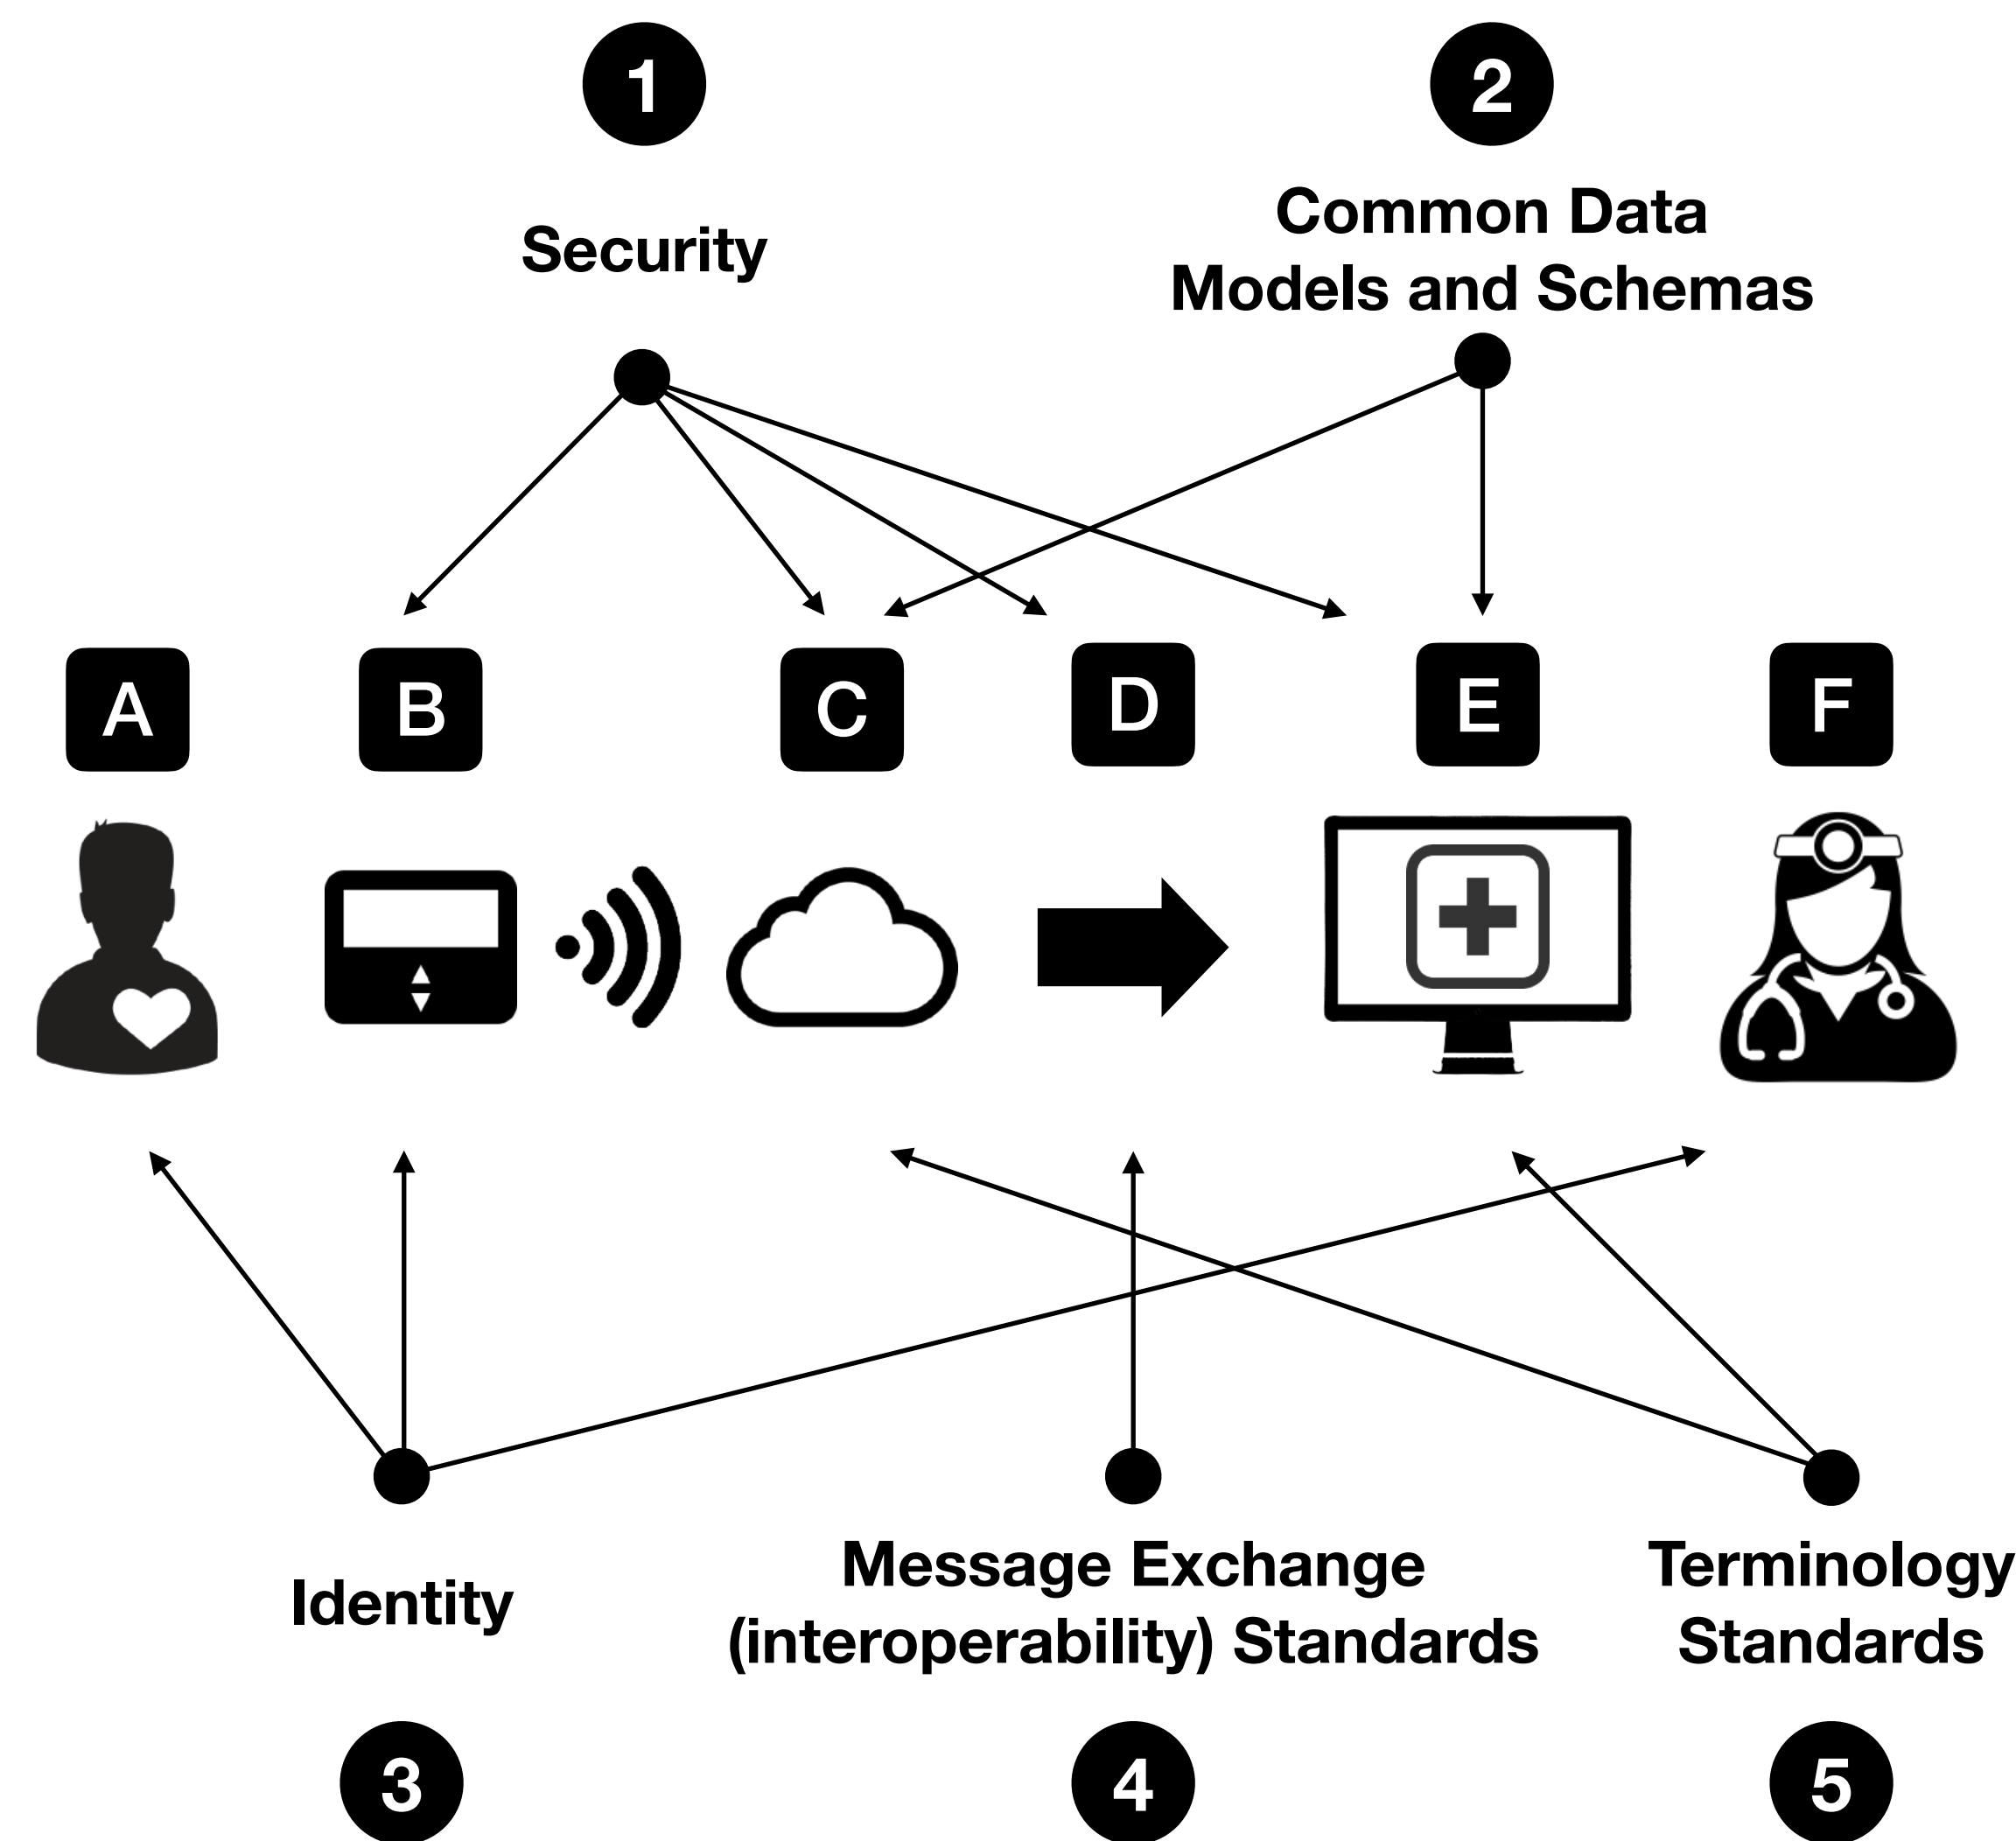 1
2
Security
Common Data
Models and Schemas
A
B
C
D
E
F
Identity
Message Exchange
(interoperability) Standards
Terminology
Standards
3
4
5